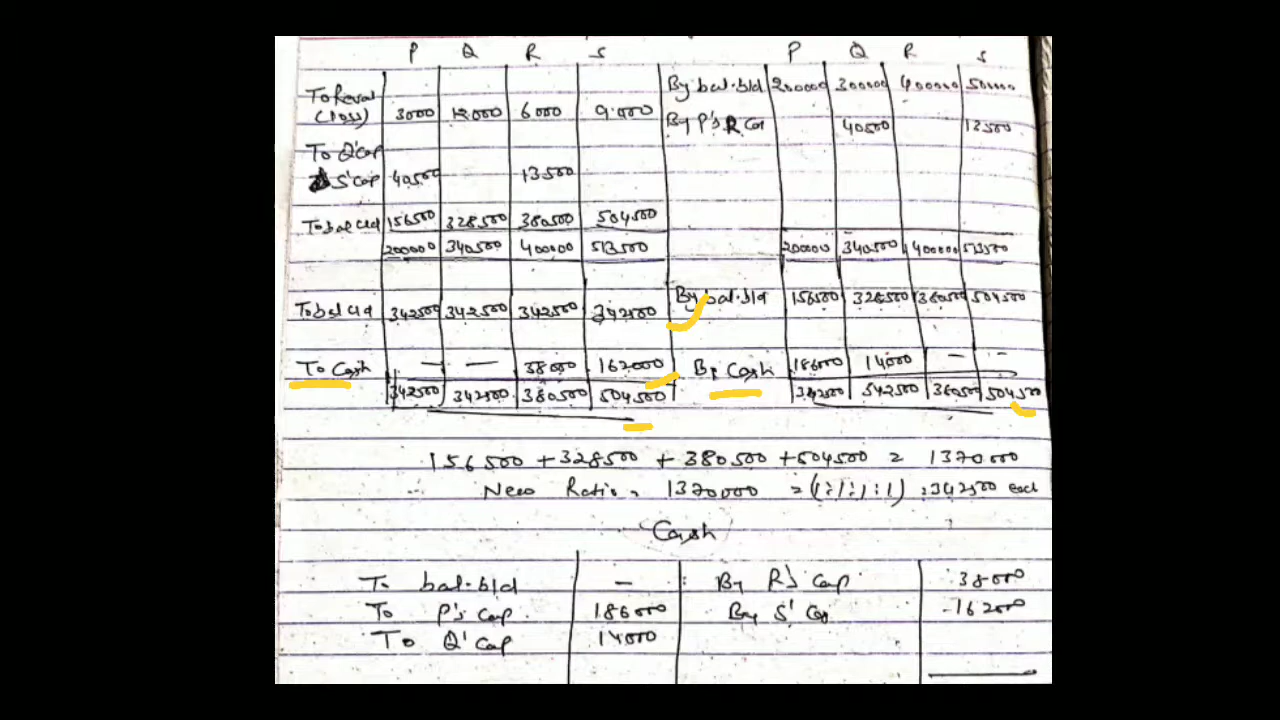 P Q R S P Q R S
To Reval By bal. b/d 200000 300000 400000 500000
(Loss) 3000 12000 6000 9000 By P's R Cap 40500 13500
To Q'Cap
S'Cap 40500 13500
To bal c/d 156500 328500 380500 504500
200000 340500 400000 513500 200000 340500 400000 513500
To bal c/d 342500 342500 342500 342500 By bal. b/d 156500 328500 380500 504500
To Cash — — 38000 162000 By Cash 186000 14000 — -
342500 342500 380500 504500 342500 342500 380500 504500
156500 + 328500 + 380500 + 504500 = 1370000
New Ratio = 1370000 = (1:1:1:1) = 342500 each
Cash
To bal. b/d — By R's Cap 38000
To P's Cap 186000 By S' Cap 162000
To Q' Cap 14000